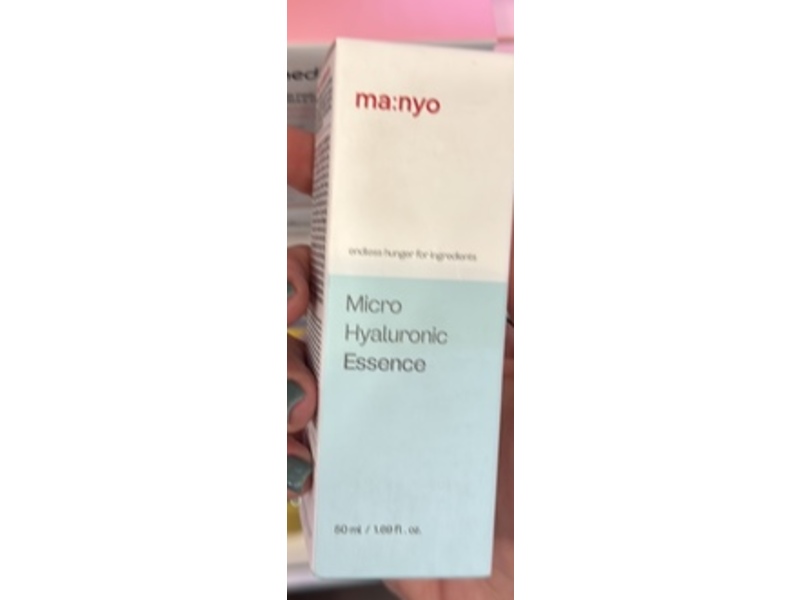 ma:nyo
endless hunger for ingredients
Micro
Hyaluronic
Essence
50 ml / 1.69 fl. oz.